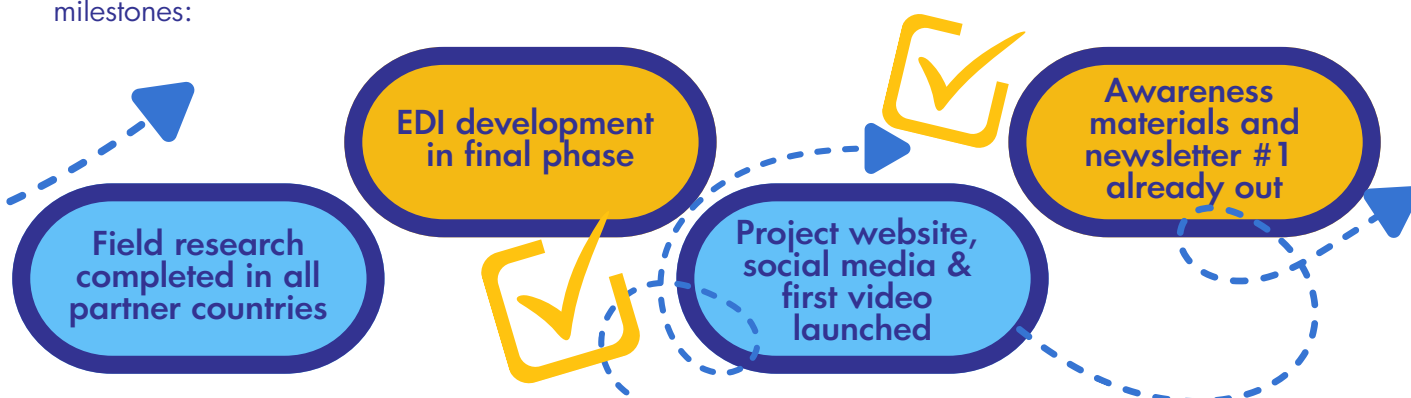 milestones:
Field research
completed in all
partner countries
EDI development
in final phase
Project website,
social media &
first video
launched
Awareness
materials and
newsletter #1
already out